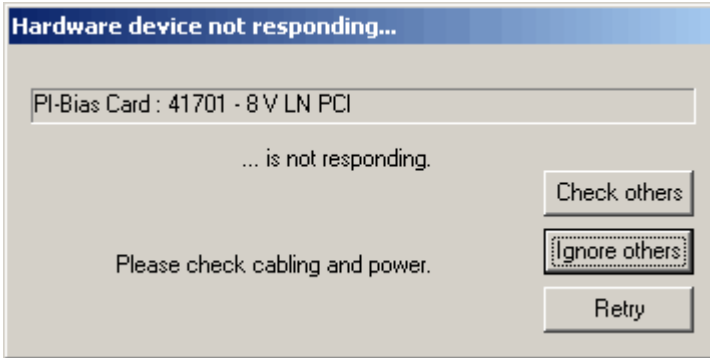 Hardware device not responding...
PI-Bias Card : 41701 - 8 V LN PCI
... is not responding.
Check others
Ignore others
Please check cabling and power.
Retry